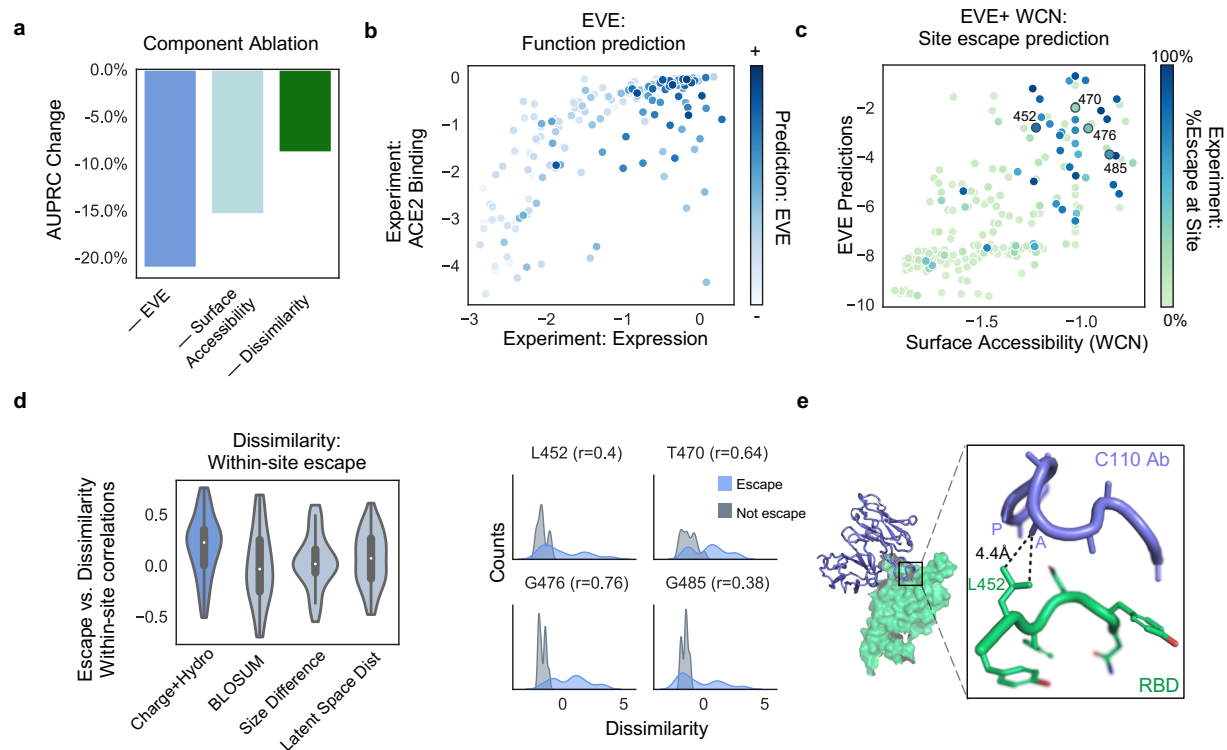 a
Component Ablation
0.0%
−5.0%
−10.0%
−15.0%
−20.0%
AUPRC Change
— EVE
— Surface
Accessibility
— Dissimilarity
b
EVE:
Function prediction
0
−1
−2
−3
−4
Experiment:
ACE2 Binding
−3
−2
−1
0
Experiment: Expression
+
-
Prediction: EVE
c
EVE+ WCN:
Site escape prediction
−2
−4
−6
−8
−10
EVE Predictions
452
470
476
485
−1.5
−1.0
Surface Accessibility (WCN)
100%
0%
Experiment:
%Escape at Site
d
Dissimilarity:
Within-site escape
0.5
0.0
−0.5
Escape vs. Dissimilarity
Within-site correlations
Charge+Hydro
BLOSUM
Size Difference
Latent Space Dist
L452 (r=0.4)
T470 (r=0.64)
Escape
Not escape
G476 (r=0.76)
G485 (r=0.38)
Counts
0
5
0
5
Dissimilarity
e
C110 Ab
P
A
4.4Å
L452
RBD